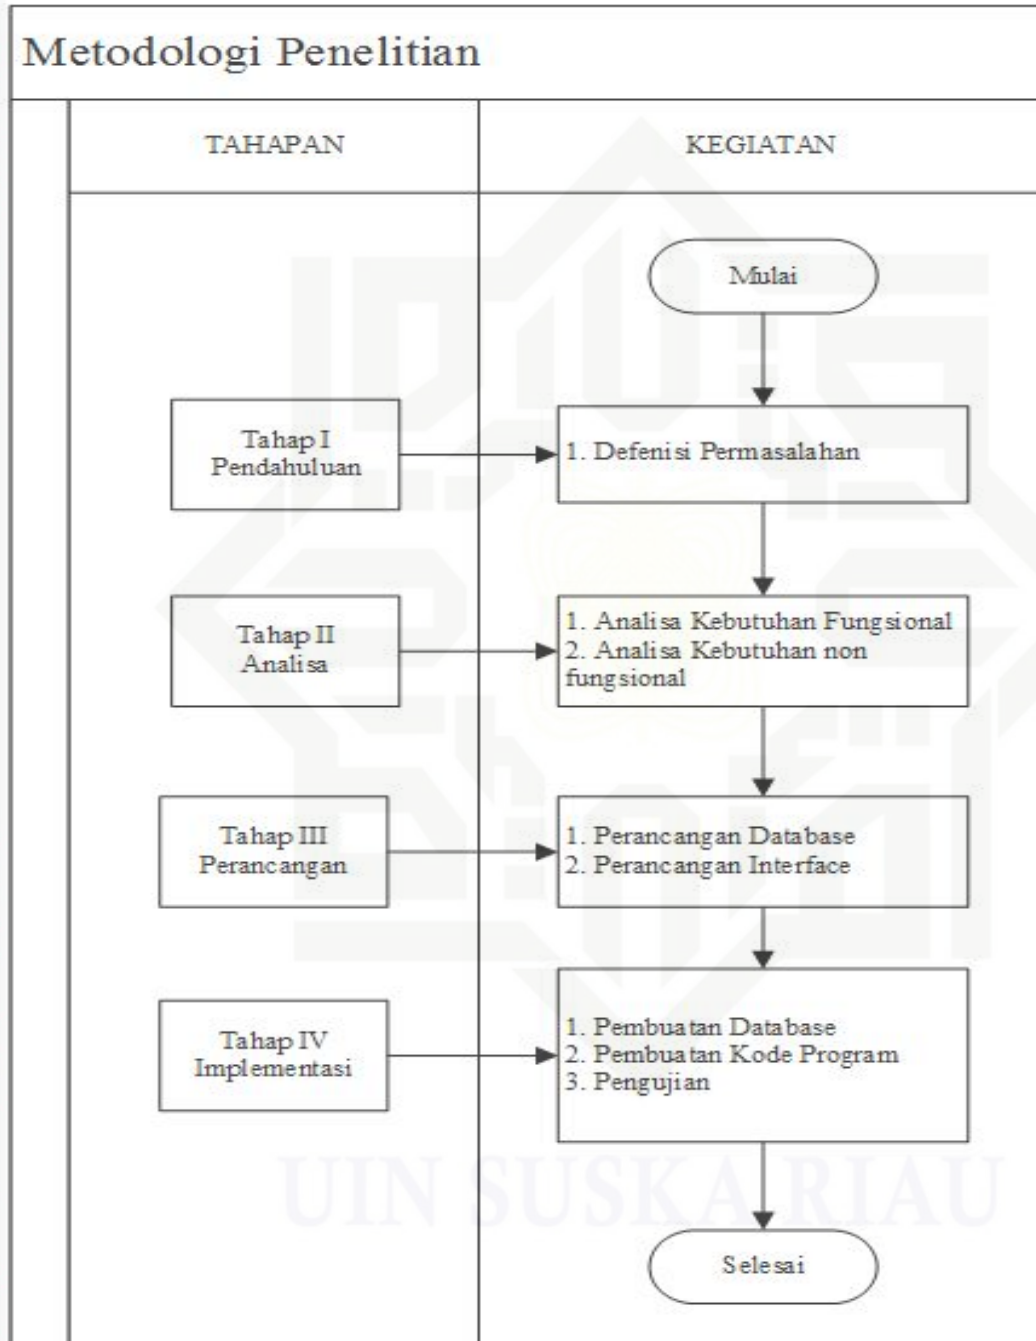 Metodologi Penelitian
TAHAPAN
KEGIATAN
Mulai
Tahap I
Pendahuluan
1. Defenisi Permasalahan
Tahap II
Analisa
1. Analisa Kebutuhan Fungsional
2. Analisa Kebutuhan non
fungsional
Tahap III
Perancangan
1. Perancangan Database
2. Perancangan Interface
Tahap IV
Implementasi
1. Pembuatan Database
2. Pembuatan Kode Program
3. Pengujian
UIN SUSKA RIAU
Selesai